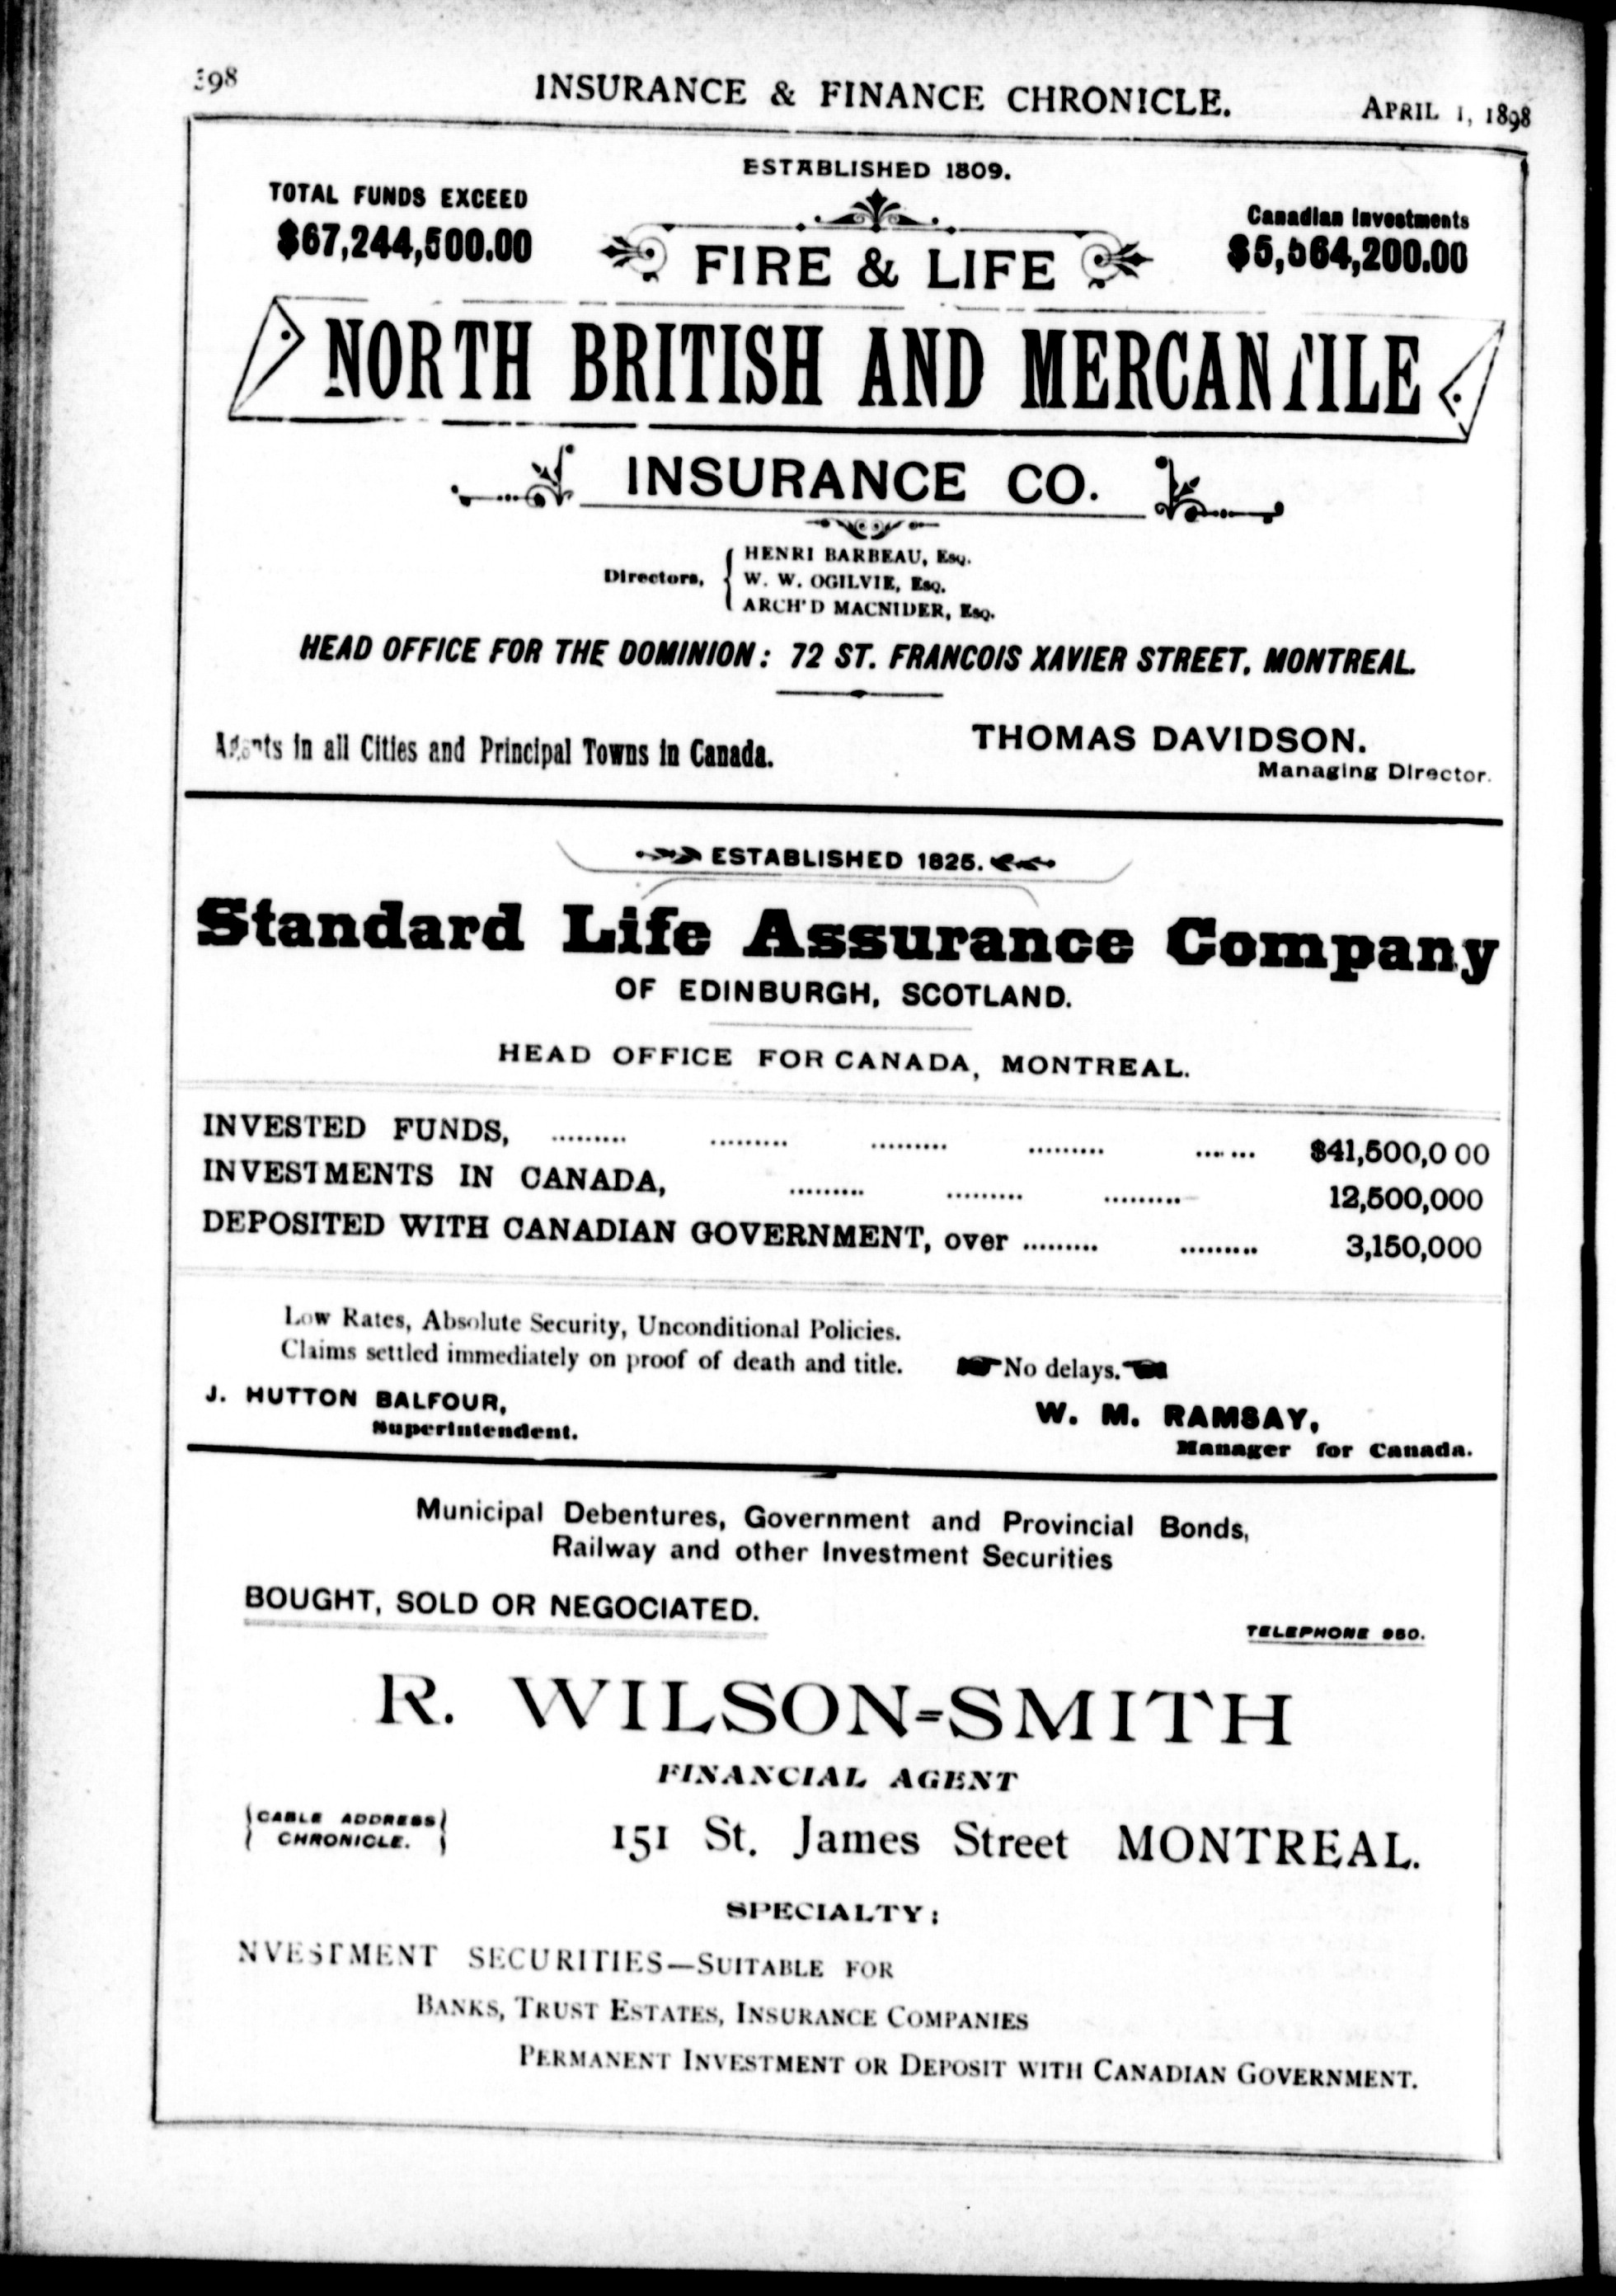 398 INSURANCE & FINANCE CHRONICLE. APRIL 1, 1898
ESTABLISHED 1809.
TOTAL FUNDS EXCEED
$67,244,500.00
Canadian Investments
$5,564,200.00
FIRE & LIFE
NORTH BRITISH AND MERCANTILE
INSURANCE CO.
Directors,
HENRI BARBEAU, Esq.
W. W. OGILVIE, Esq.
ARCH'D MACNIDER, Esq.
HEAD OFFICE FOR THE DOMINION: 72 ST. FRANCOIS XAVIER STREET, MONTREAL.
Agents in all Cities and Principal Towns in Canada.
THOMAS DAVIDSON.
Managing Director.
ESTABLISHED 1825.
Standard Life Assurance Company
OF EDINBURGH, SCOTLAND.
HEAD OFFICE FOR CANADA, MONTREAL.
INVESTED FUNDS, ......... ......... ......... ......... ....... $41,500,000
INVESTMENTS IN CANADA, ......... ......... ......... 12,500,000
DEPOSITED WITH CANADIAN GOVERNMENT, over ......... ......... 3,150,000
Low Rates, Absolute Security, Unconditional Policies.
Claims settled immediately on proof of death and title. No delays.
J. HUTTON BALFOUR,
Superintendent.
W. M. RAMSAY,
Manager for Canada.
Municipal Debentures, Government and Provincial Bonds,
Railway and other Investment Securities
BOUGHT, SOLD OR NEGOCIATED.
TELEPHONE 950.
R. WILSON-SMITH
FINANCIAL AGENT
CABLE ADDRESS
CHRONICLE.
151 St. James Street MONTREAL.
SPECIALTY:
NVESTMENT SECURITIES—SUITABLE FOR
BANKS, TRUST ESTATES, INSURANCE COMPANIES
PERMANENT INVESTMENT OR DEPOSIT WITH CANADIAN GOVERNMENT.